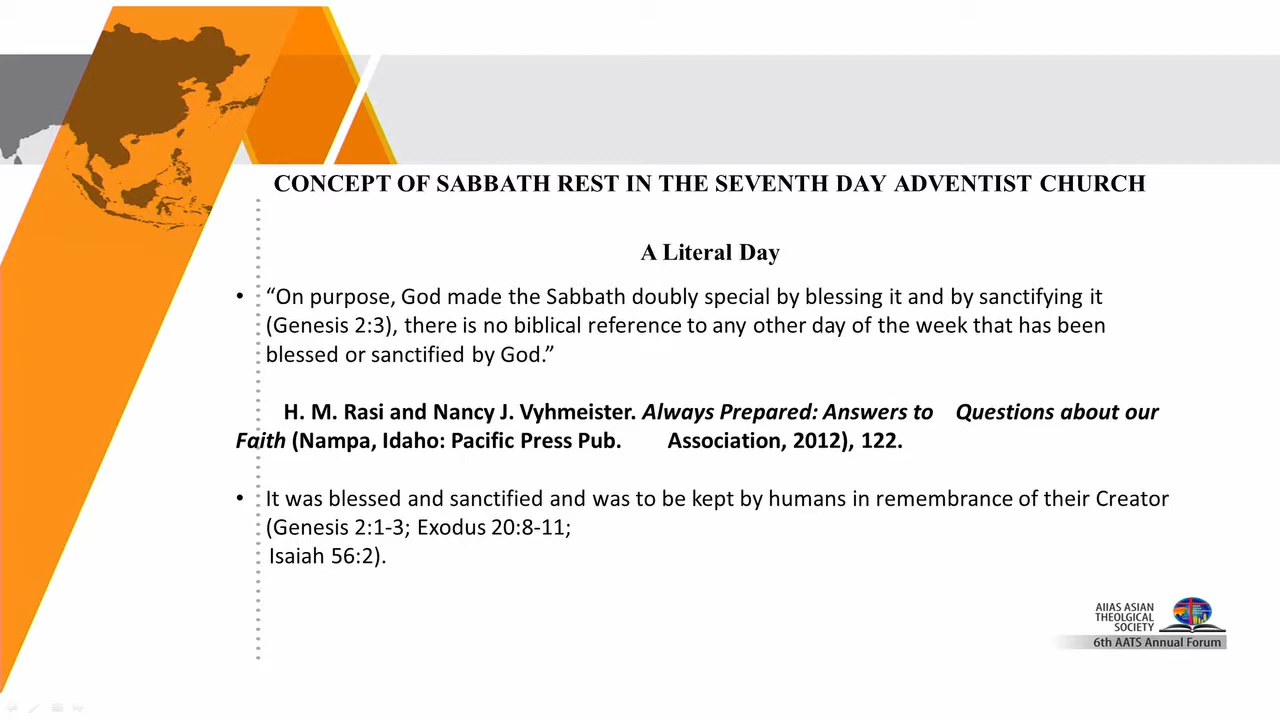 CONCEPT OF SABBATH REST IN THE SEVENTH DAY ADVENTIST CHURCH
A Literal Day
• “On purpose, God made the Sabbath doubly special by blessing it and by sanctifying it
(Genesis 2:3), there is no biblical reference to any other day of the week that has been
blessed or sanctified by God.”
H. M. Rasi and Nancy J. Vyhmeister. Always Prepared: Answers to Questions about our
Faith (Nampa, Idaho: Pacific Press Pub. Association, 2012), 122.
• It was blessed and sanctified and was to be kept by humans in remembrance of their Creator
(Genesis 2:1-3; Exodus 20:8-11;
Isaiah 56:2).
AIIAS ASIAN
THEOLGICAL
SOCIETY
6th AATS Annual Forum